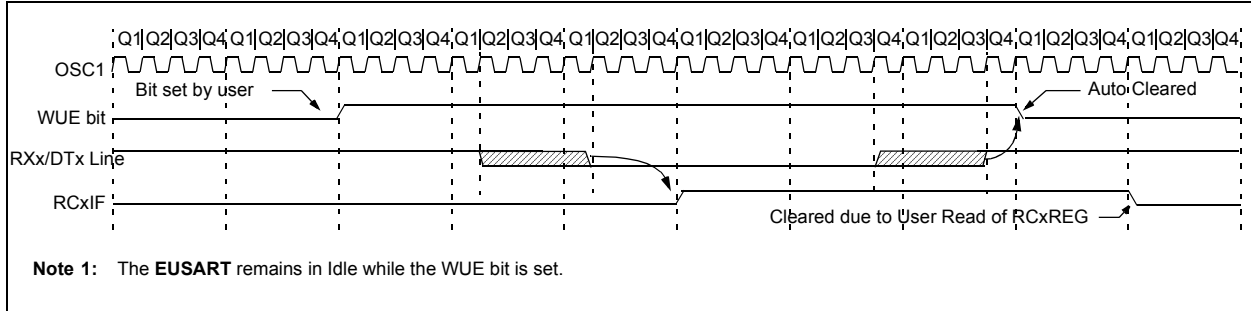 Q1 Q2 Q3 Q4 Q1 Q2 Q3 Q4 Q1 Q2 Q3 Q4 Q1 Q2 Q3 Q4 Q1 Q2 Q3 Q4 Q1 Q2 Q3 Q4 Q1 Q2 Q3 Q4 Q1 Q2 Q3 Q4 Q1 Q2 Q3 Q4 Q1 Q2 Q3 Q4
OSC1
Bit set by user
Auto Cleared
WUE bit
RXx/DTx Line
RCxIF
Cleared due to User Read of RCxREG
Note 1: The EUSART remains in Idle while the WUE bit is set.